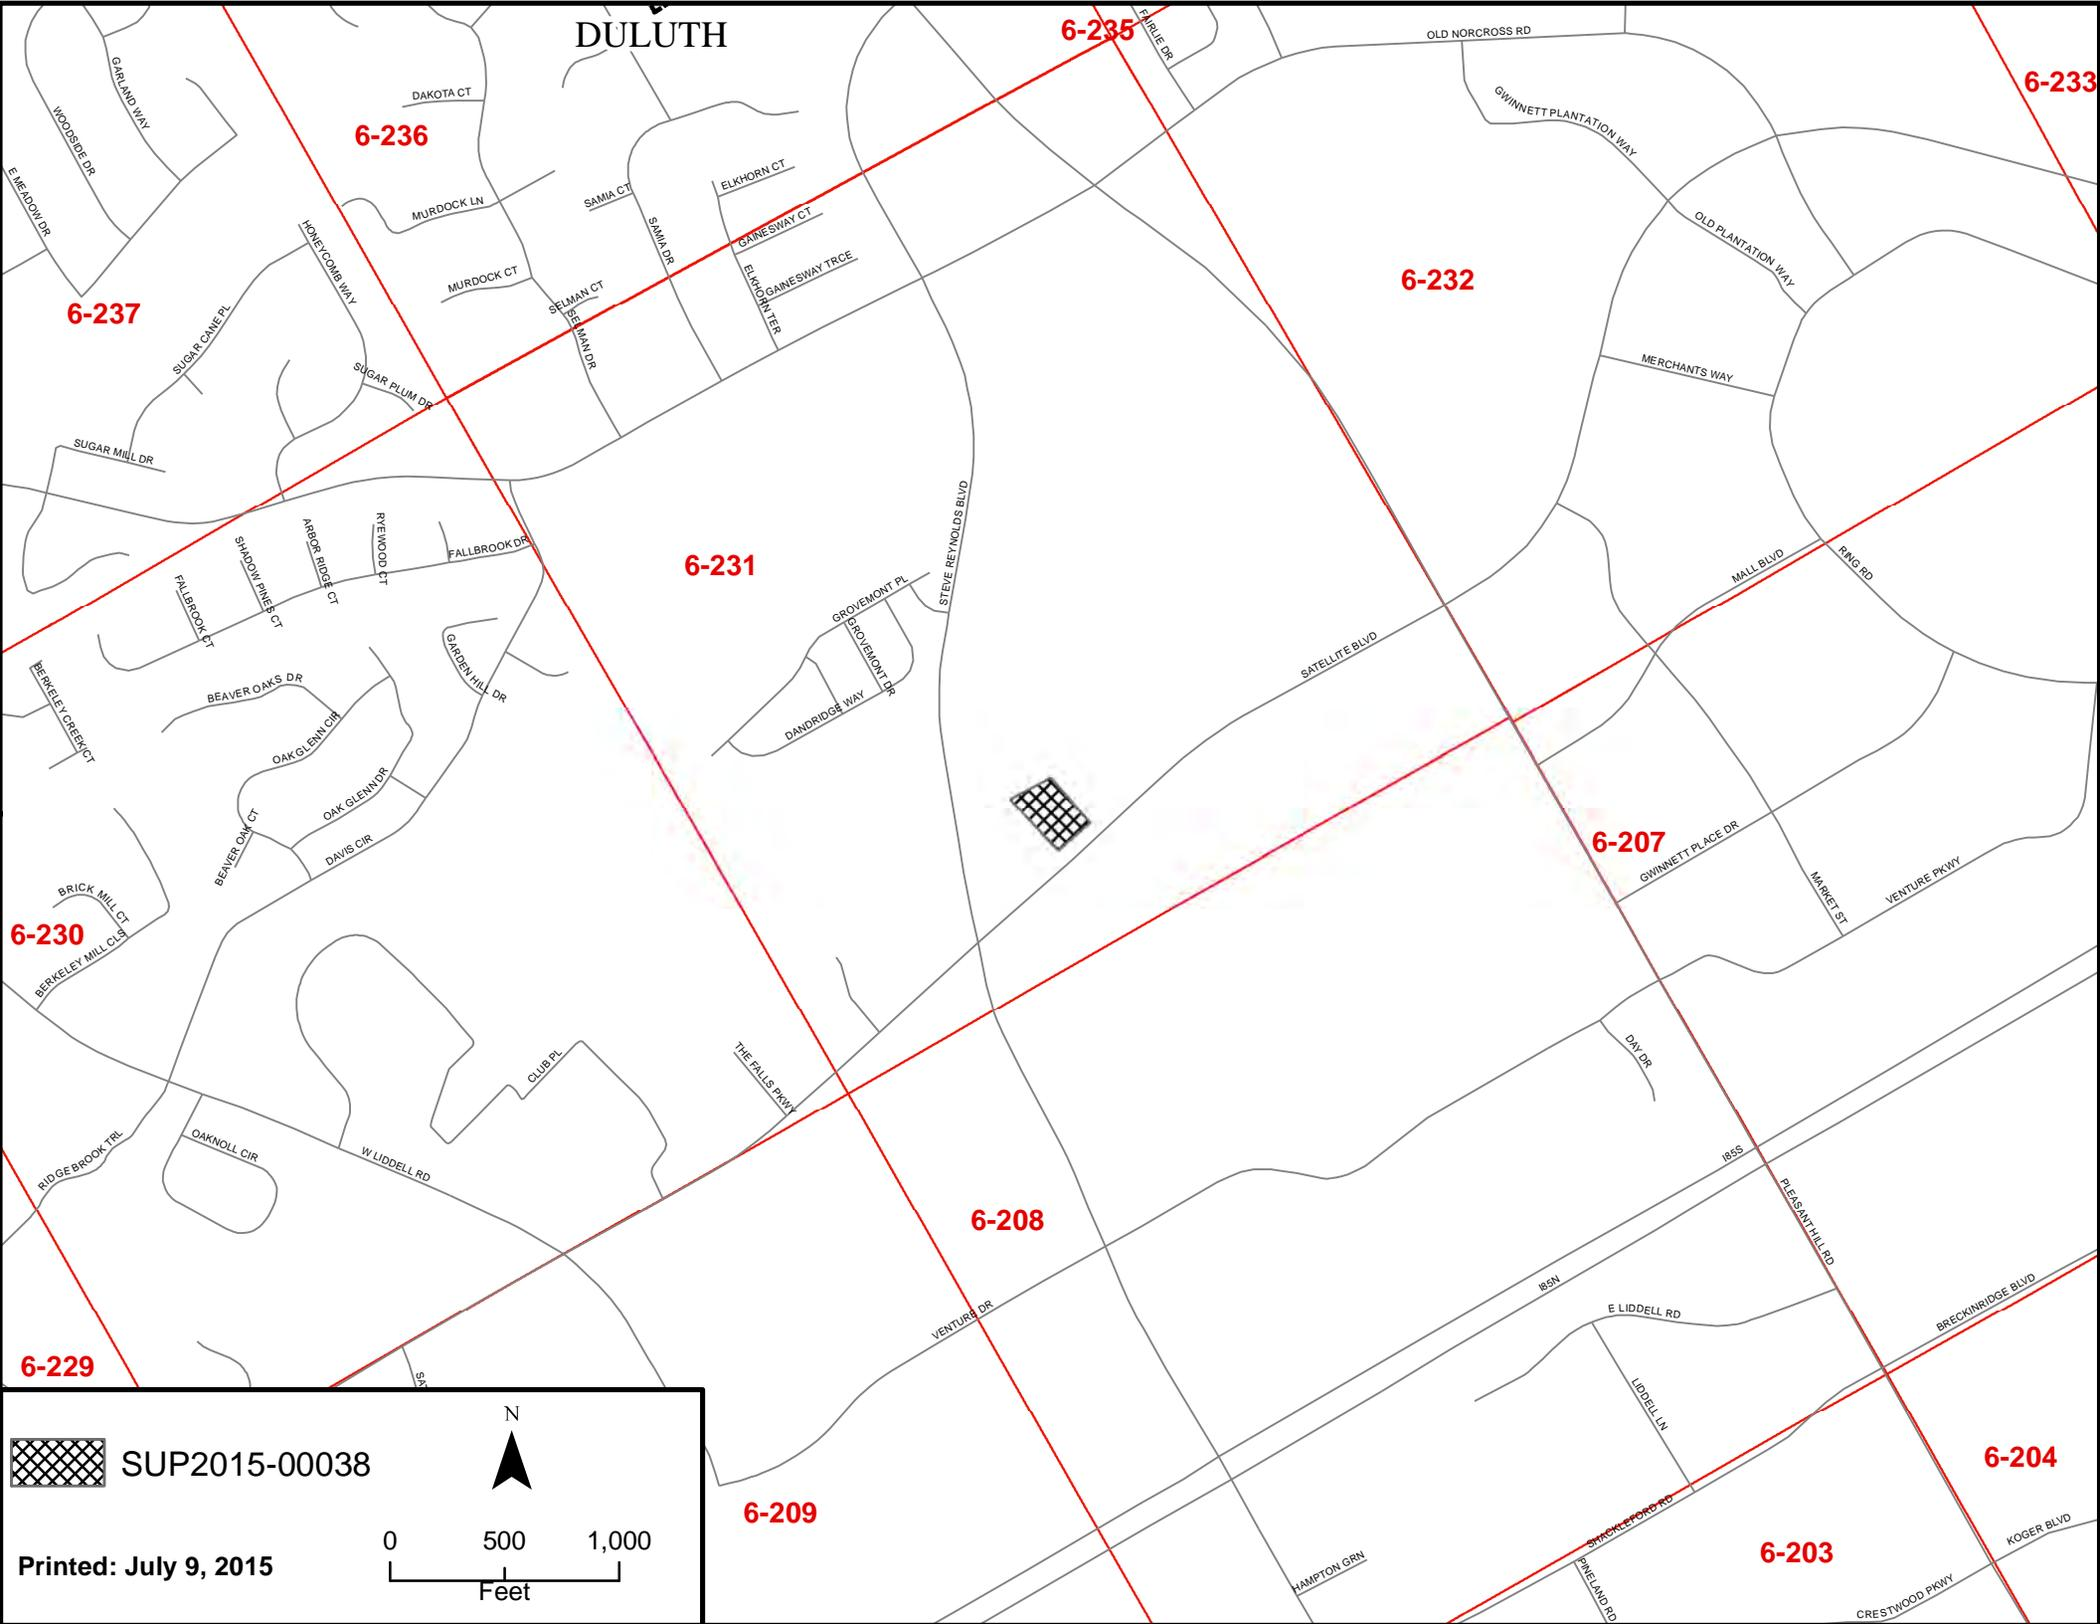 DULUTH
6-235
FAIRLIE DR
OLD NORCROSS RD
6-233
GARLAND WAY
WOODSIDE DR
E MEADOW DR
DAKOTA CT
6-236
GWINNETT PLANTATION WAY
ELKHORN CT
SAMIA CT
MURDOCK LN
HONEYCOMB WAY
SAMIA DR
GAINESWAY CT
OLD PLANTATION WAY
GAINESWAY TRCE
ELKHORN TER
MURDOCK CT
SELMAN CT
SELMAN DR
6-232
6-237
SUGAR CANE PL
SUGAR PLUM DR
MERCHANTS WAY
SUGAR MILL DR
STEVE REYNOLDS BLVD
RYEWOOD CT
ARBOR RIDGE CT
SHADOW PINES CT
FALLBROOK DR
FALLBROOK CT
6-231
GROVEMONT PL
GROVEMONT DR
MALL BLVD
RING RD
GARDEN HILL DR
SATELLITE BLVD
BERKELEY CREEK CT
BEAVER OAKS DR
OAK GLENN CIR
DANDRIDGE WAY
OAK GLENN DR
BEAVER OAK CT
DAVIS CIR
6-207
GWINNETT PLACE DR
MARKET ST
VENTURE PKWY
BRICK MILL CT
6-230
BERKELEY MILL CLS
THE FALLS PKWY
CLUB PL
DAY DR
OAKNOLL CIR
RIDGE BROOK TRL
W LIDDELL RD
I85S
PLEASANT HILL RD
6-208
I85N
VENTURE DR
E LIDDELL RD
BRECKINRIDGE BLVD
6-229
SAT
LIDDELL LN
6-204
6-209
SHACKLEFORD RD
6-203
KOGER BLVD
HAMPTON GRN
PINELAND RD
CRESTWOOD PKWY
SUP2015-00038
N
0 500 1,000
Feet
Printed: July 9, 2015